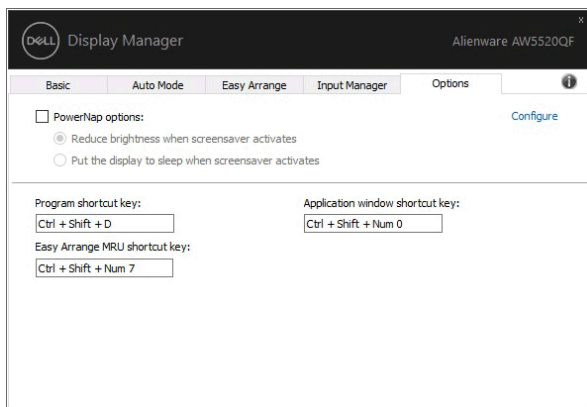 x
DELL Display Manager Alienware AW5520QF
Basic Auto Mode Easy Arrange Input Manager Options i
PowerNap options: Configure
Reduce brightness when screensaver activates
Put the display to sleep when screensaver activates
Program shortcut key: Application window shortcut key:
Ctrl + Shift + D Ctrl + Shift + Num 0
Easy Arrange MRU shortcut key:
Ctrl + Shift + Num 7